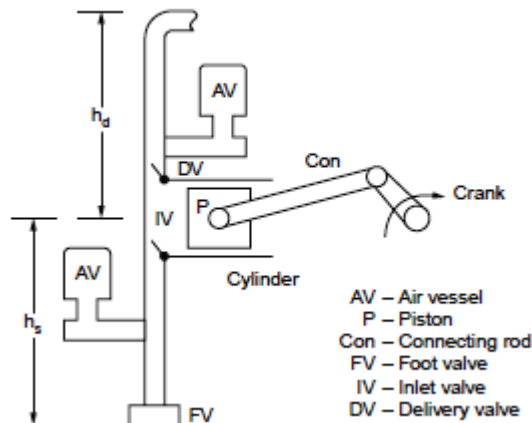 AV
h_d
DV
Con
Crank
IV
P
AV
Cylinder
h_s
FV
AV – Air vessel
P – Piston
Con – Connecting rod
FV – Foot valve
IV – Inlet valve
DV – Delivery valve